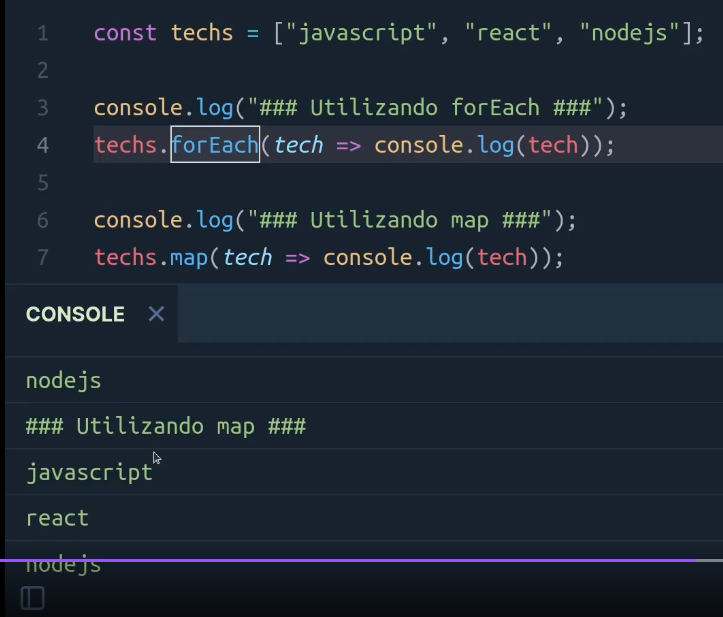 1 const techs = ["javascript", "react", "nodejs"];
2
3 console.log("### Utilizando forEach ###");
4 techs.forEach(tech => console.log(tech));
5
6 console.log("### Utilizando map ###");
7 techs.map(tech => console.log(tech));
CONSOLE ×
nodejs
### Utilizando map ###
javascript
react
nodejs